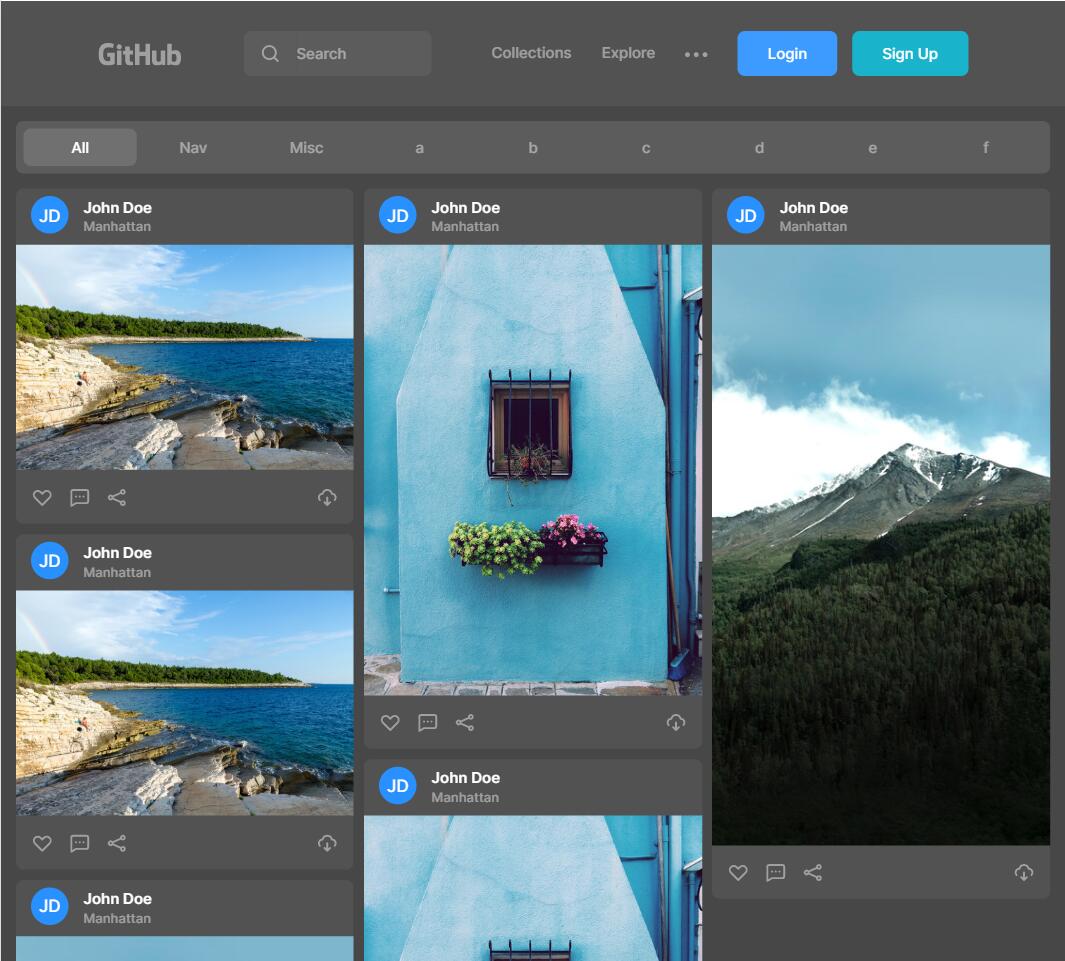 GitHub
Search
Collections
Explore
Login
Sign Up
All
Nav
Misc
a
b
c
d
e
f
JD
John Doe
Manhattan
JD
John Doe
Manhattan
JD
John Doe
Manhattan
JD
John Doe
Manhattan
JD
John Doe
Manhattan
JD
John Doe
Manhattan